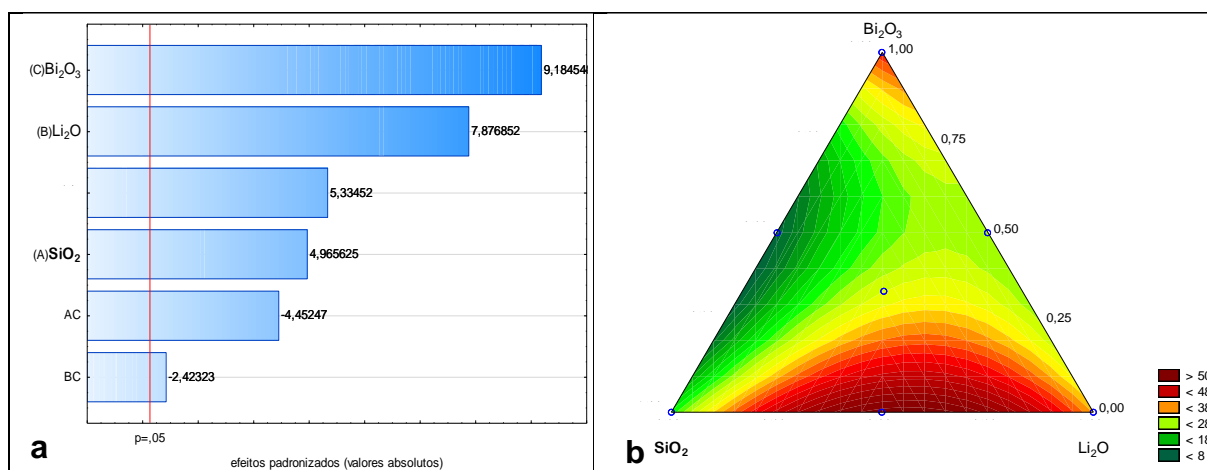 (C)Bi₂O₃
9,18454
(B)Li₂O
7,876852
5,33452
(A)SiO₂
4,965625
AC
-4,45247
BC
-2,42323
p=,05
efeitos padronizados (valores absolutos)
a
Bi₂O₃
1,00
0,75
0,50
0,25
0,00
SiO₂
Li₂O
b
> 50
< 48
< 38
< 28
< 18
< 8